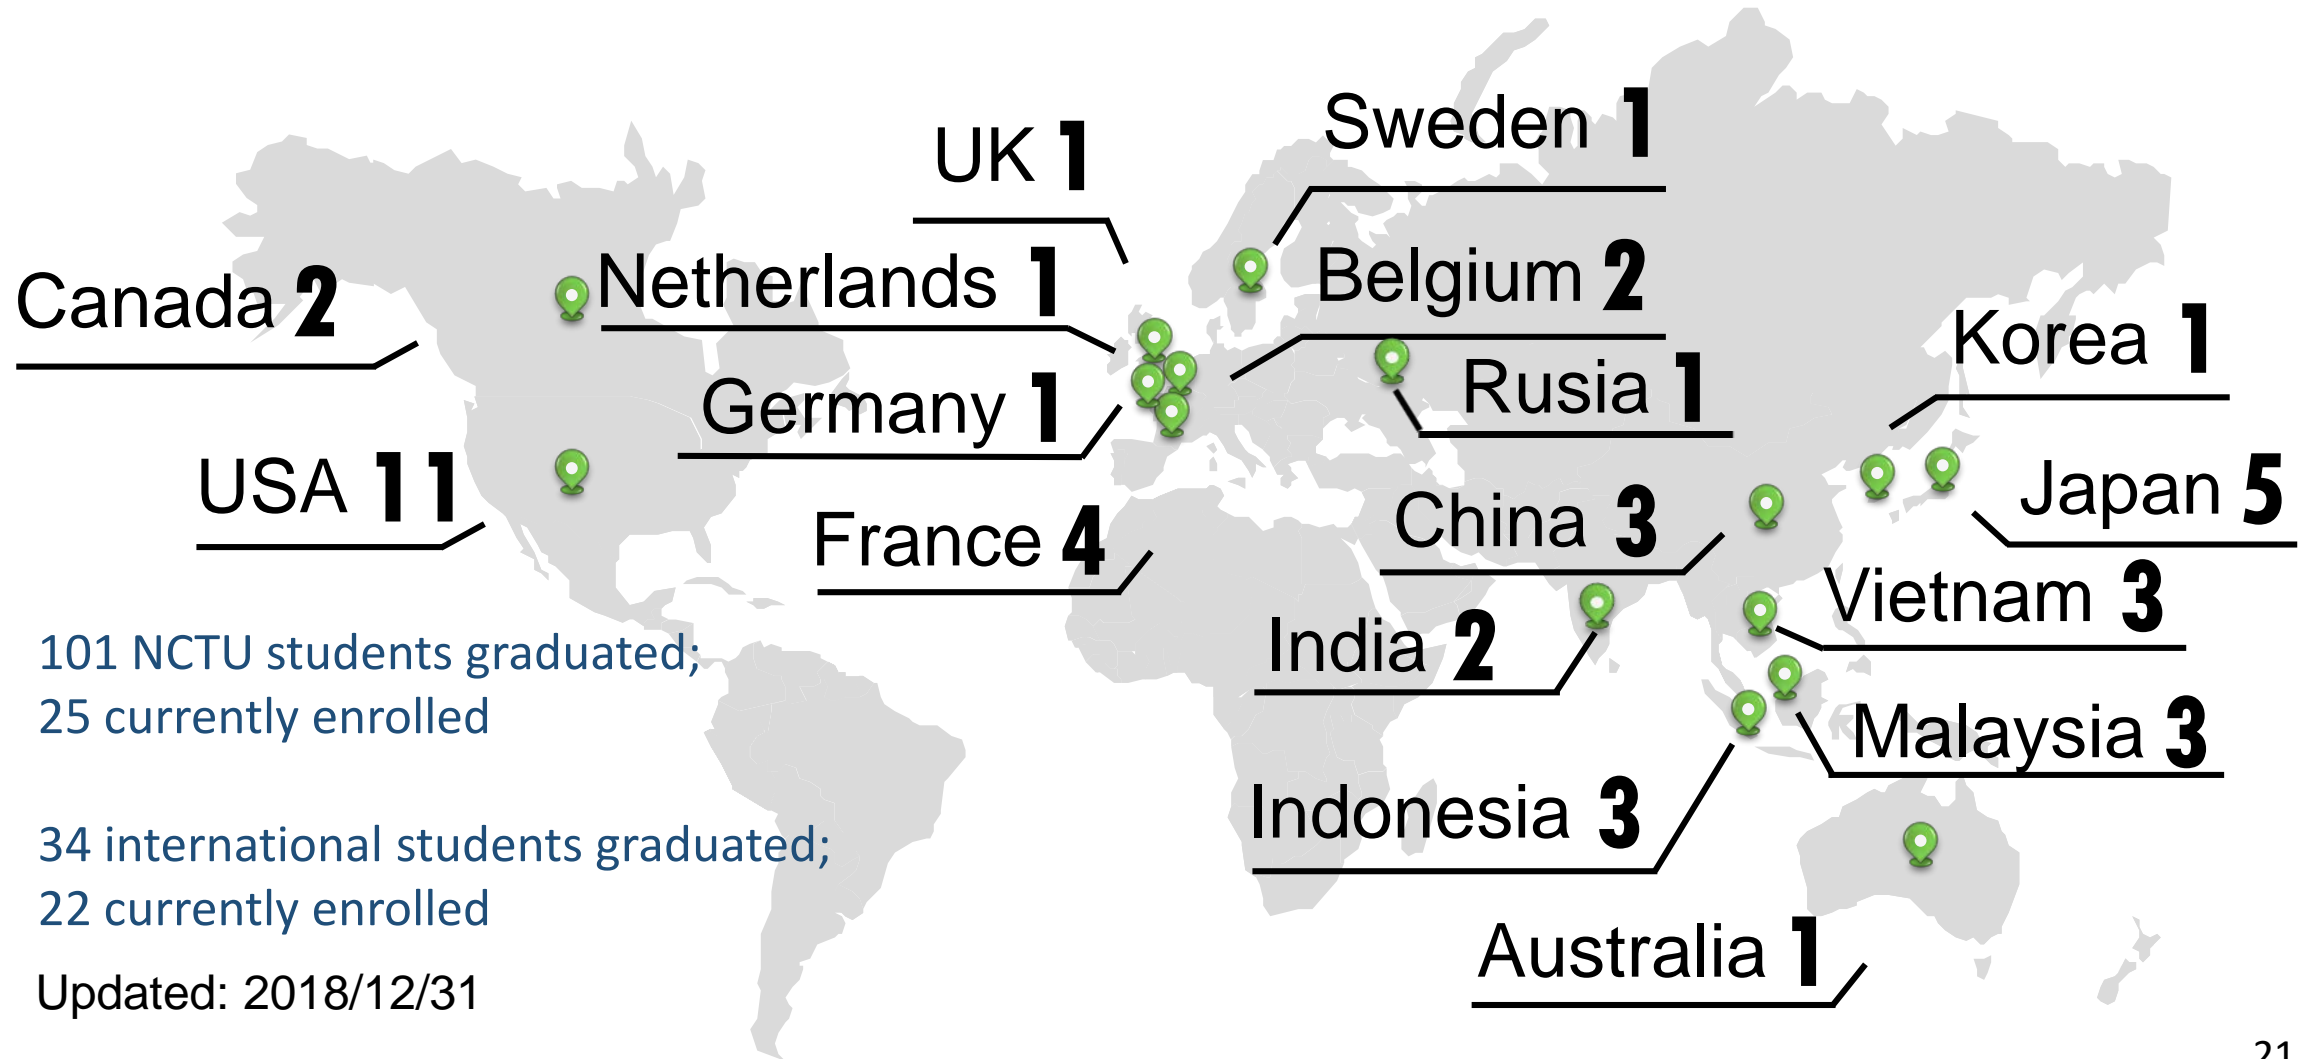 Sweden 1
UK 1
Netherlands 1
Belgium 2
Canada 2
Korea 1
Germany 1
Rusia 1
USA 11
Japan 5
France 4
China 3
Vietnam 3
India 2
101 NCTU students graduated;
25 currently enrolled
Malaysia 3
Indonesia 3
34 international students graduated;
22 currently enrolled
Australia 1
Updated: 2018/12/31
21